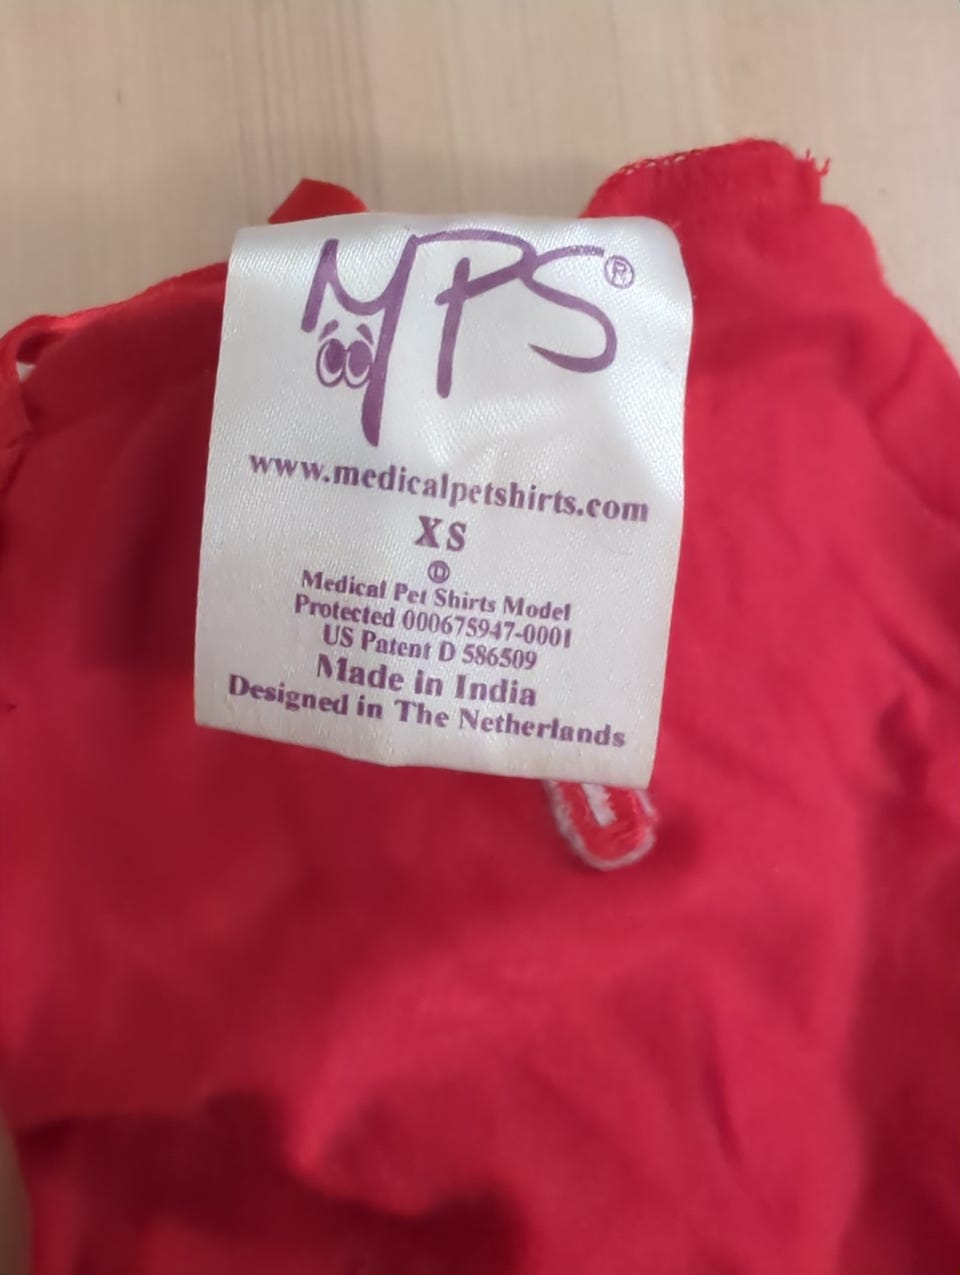 MPS®
www.medicalpetshirts.com
XS
Ⓓ
Medical Pet Shirts Model
Protected 000675947-0001
US Patent D 586509
Made in India
Designed in The Netherlands